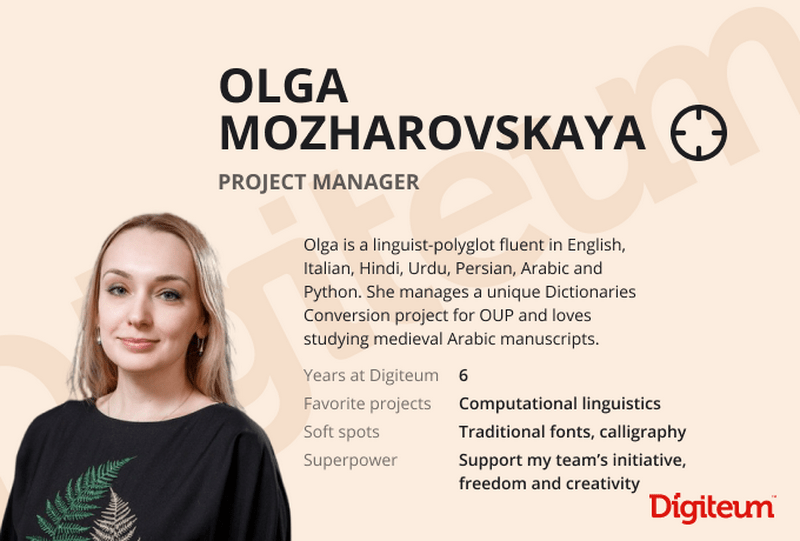 OLGA
MOZHAROVSKAYA
PROJECT MANAGER
Olga is a linguist-polyglot fluent in English,
Italian, Hindi, Urdu, Persian, Arabic and
Python. She manages a unique Dictionaries
Conversion project for OUP and loves
studying medieval Arabic manuscripts.
Years at Digiteum 6
Favorite projects Computational linguistics
Soft spots Traditional fonts, calligraphy
Superpower Support my team’s initiative,
freedom and creativity
Digiteum™
Digiteum